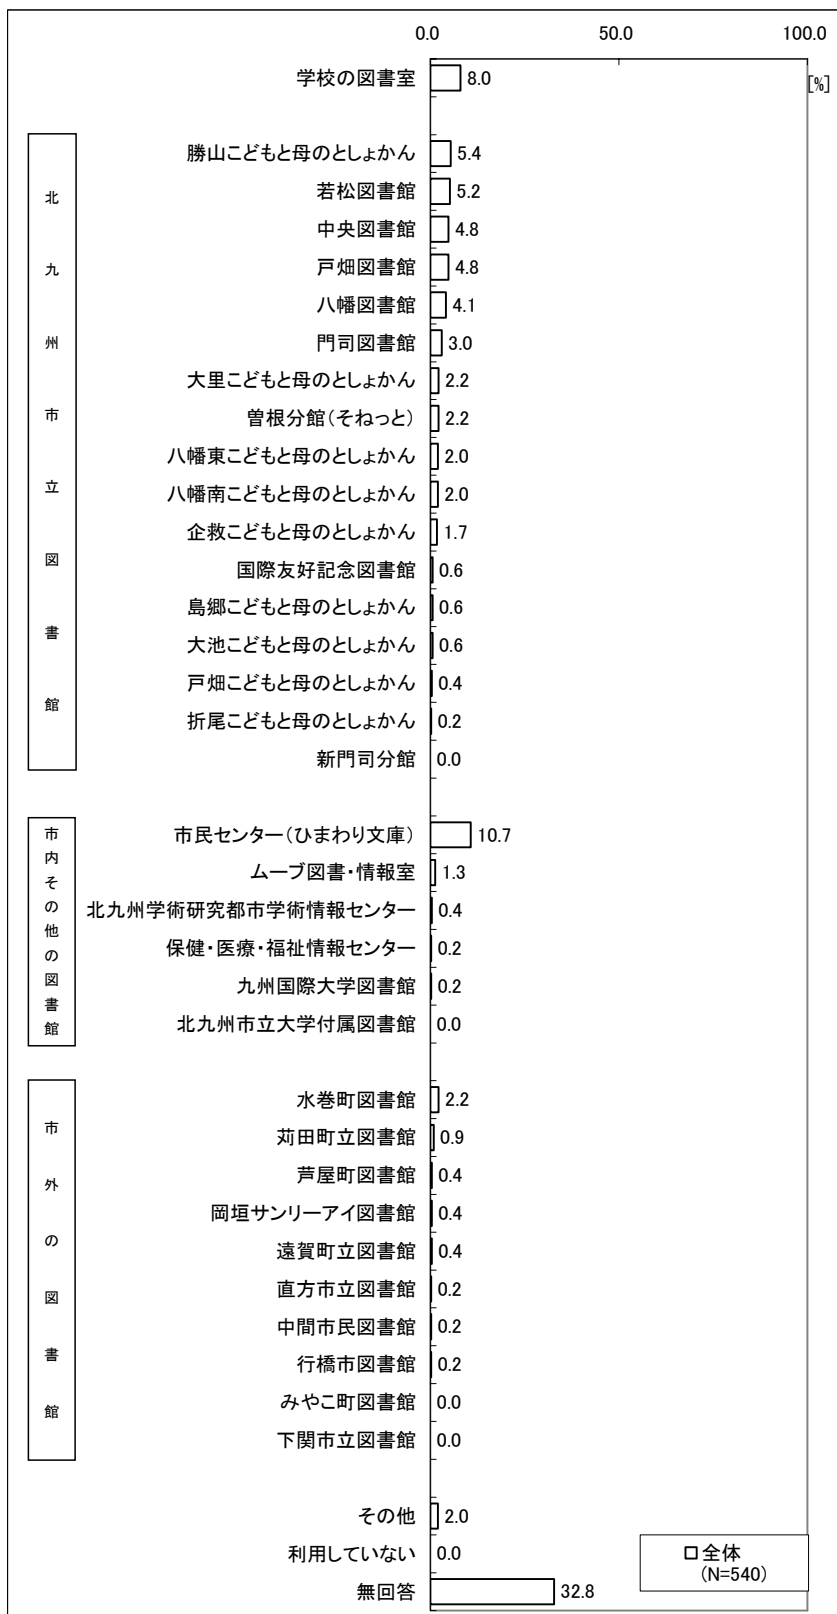 0.0 50.0 100.0
[%]
学校の図書室 8.0
北九州市立図書館
勝山こどもと母のとしょかん 5.4
若松図書館 5.2
中央図書館 4.8
戸畑図書館 4.8
八幡図書館 4.1
門司図書館 3.0
大里こどもと母のとしょかん 2.2
曽根分館（そねっと） 2.2
八幡東こどもと母のとしょかん 2.0
八幡南こどもと母のとしょかん 2.0
企救こどもと母のとしょかん 1.7
国際友好記念図書館 0.6
島郷こどもと母のとしょかん 0.6
大池こどもと母のとしょかん 0.6
戸畑こどもと母のとしょかん 0.4
折尾こどもと母のとしょかん 0.2
新門司分館 0.0
市内その他の図書館
市民センター（ひまわり文庫） 10.7
ムーブ図書・情報室 1.3
北九州学術研究都市学術情報センター 0.4
保健・医療・福祉情報センター 0.2
九州国際大学図書館 0.2
北九州市立大学付属図書館 0.0
市外の図書館
水巻町図書館 2.2
苅田町立図書館 0.9
芦屋町図書館 0.4
岡垣サンリーアイ図書館 0.4
遠賀町立図書館 0.4
直方市立図書館 0.2
中間市民図書館 0.2
行橋市図書館 0.2
みやこ町図書館 0.0
下関市立図書館 0.0
その他 2.0
利用していない 0.0
無回答 32.8
全体
(N=540)